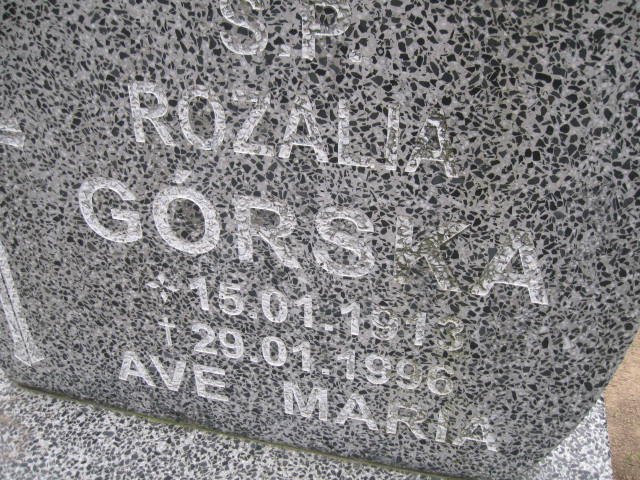 Ś.P.
ROZALIA
GÓRSKA
15.01.1913
† 29.01.1996
AVE MARIA